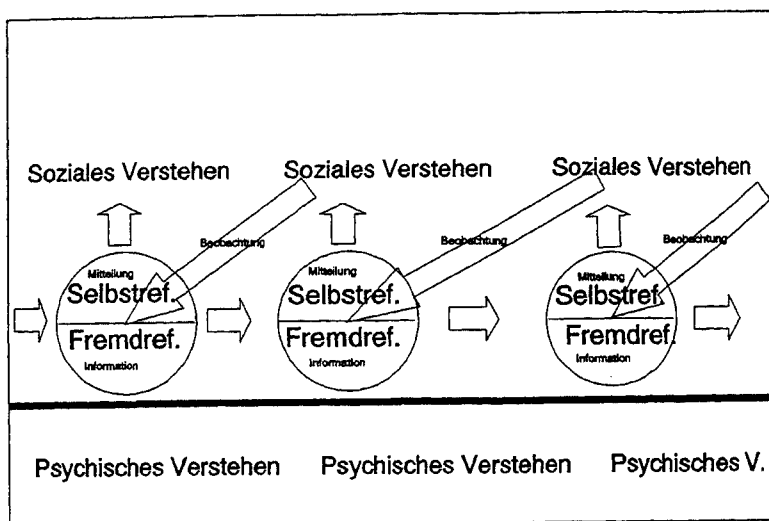 Soziales Verstehen Soziales Verstehen Soziales Verstehen
Beobachtung Beobachtung Beobachtung
Mitteilung Mitteilung Mitteilung
Selbstref. Selbstref. Selbstref.
Fremdref. Fremdref. Fremdref.
Information Information Information
Psychisches Verstehen Psychisches Verstehen Psychisches V.